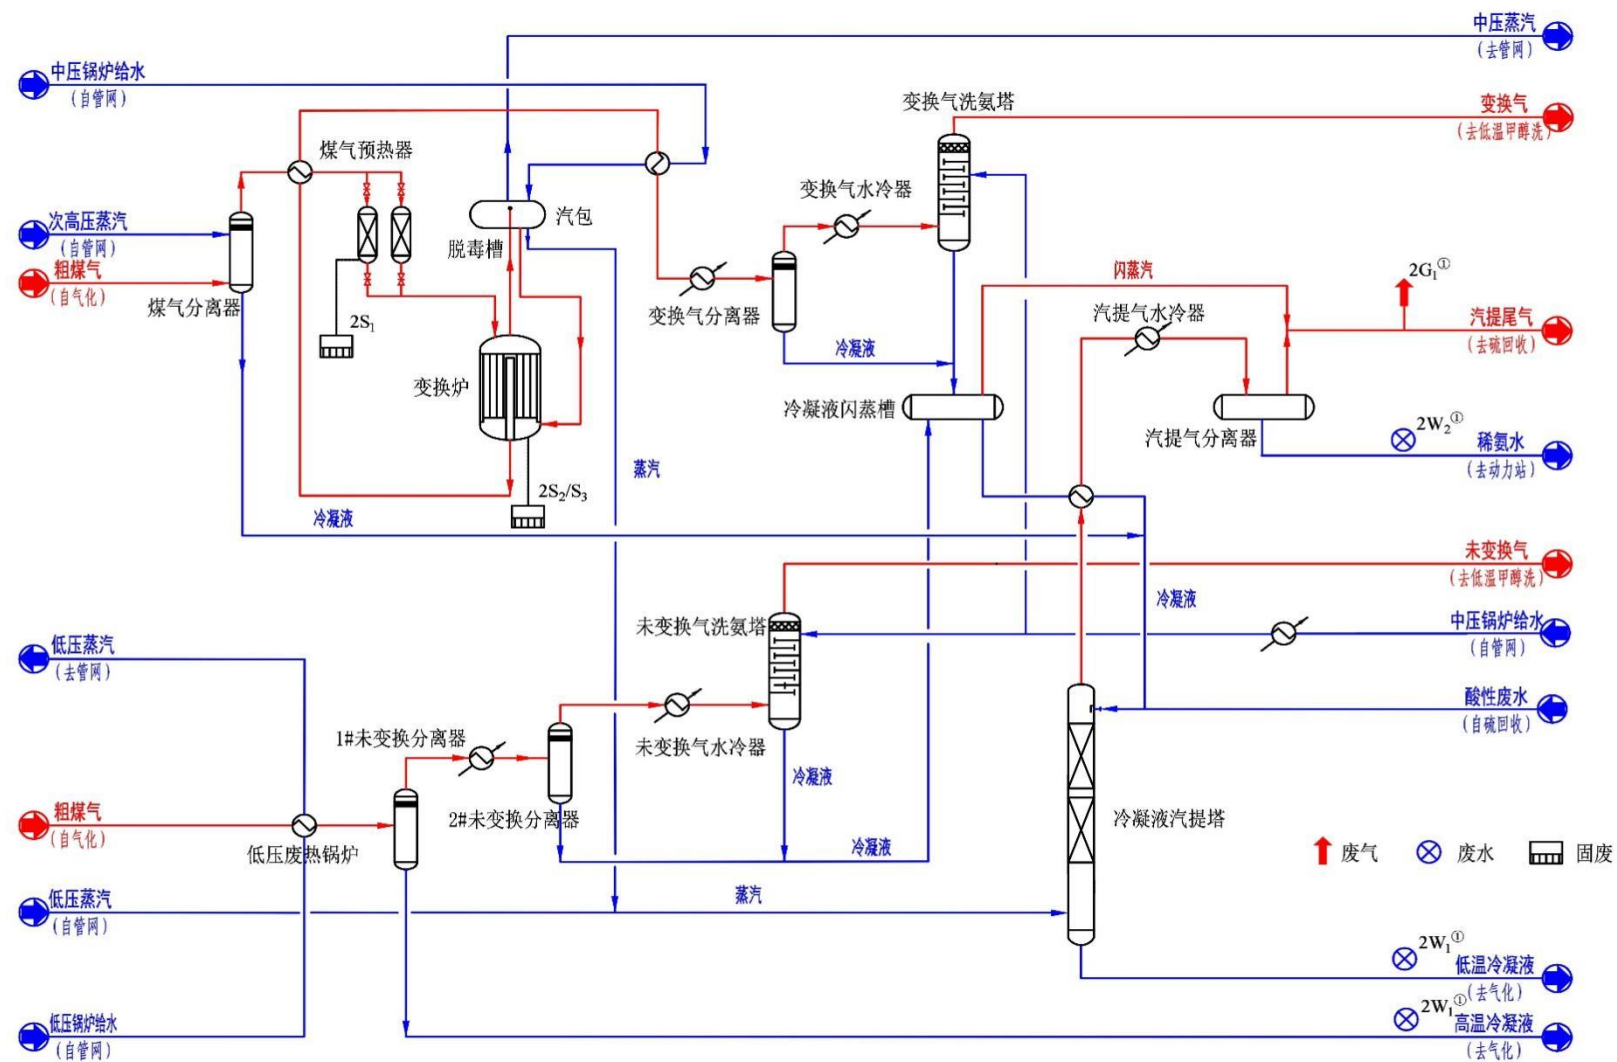 中压蒸汽
(去管网)
中压锅炉给水
(自管网)
变换气洗氨塔
变换气
(去低温甲醇洗)
煤气预热器
变换气水冷器
次高压蒸汽
(自管网)
汽包
脱毒槽
粗煤气
(自气化)
煤气分离器
2S₁
变换气分离器
冷凝液
闪蒸汽
2G₁①
汽提气水冷器
汽提尾气
(去硫回收)
变换炉
冷凝液闪蒸槽
汽提气分离器
2W₂①
稀氨水
(去动力站)
蒸汽
2S₂/S₃
冷凝液
未变换气
(去低温甲醇洗)
冷凝液
未变换气洗氨塔
中压锅炉给水
(自管网)
低压蒸汽
(去管网)
酸性废水
(自硫回收)
1#未变换分离器
未变换气水冷器
冷凝液
粗煤气
(自气化)
低压废热锅炉
2#未变换分离器
冷凝液
冷凝液汽提塔
废气
废水
固废
低压蒸汽
(自管网)
蒸汽
2W₁①
低温冷凝液
(去气化)
2W₁①
低压锅炉给水
(自管网)
高温冷凝液
(去气化)